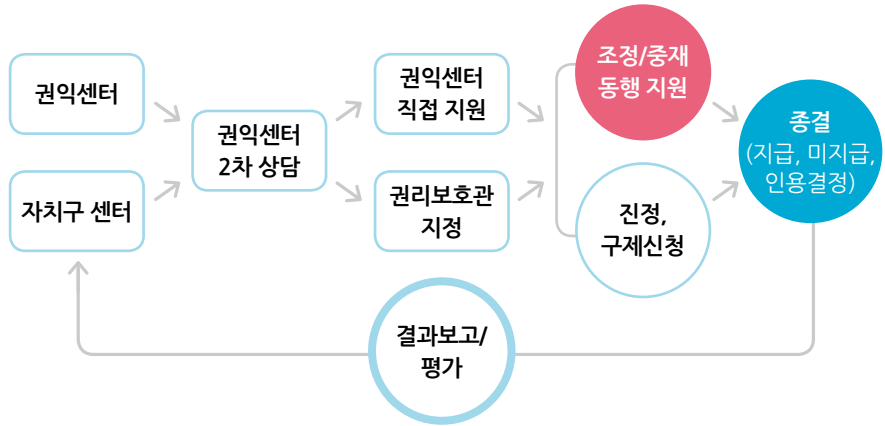 권익센터
자치구 센터
권익센터
2차 상담
권익센터
직접 지원
권리보호관
지정
조정/중재
동행 지원
진정,
구제신청
종결
(지급, 미지급,
인용결정)
결과보고/
평가